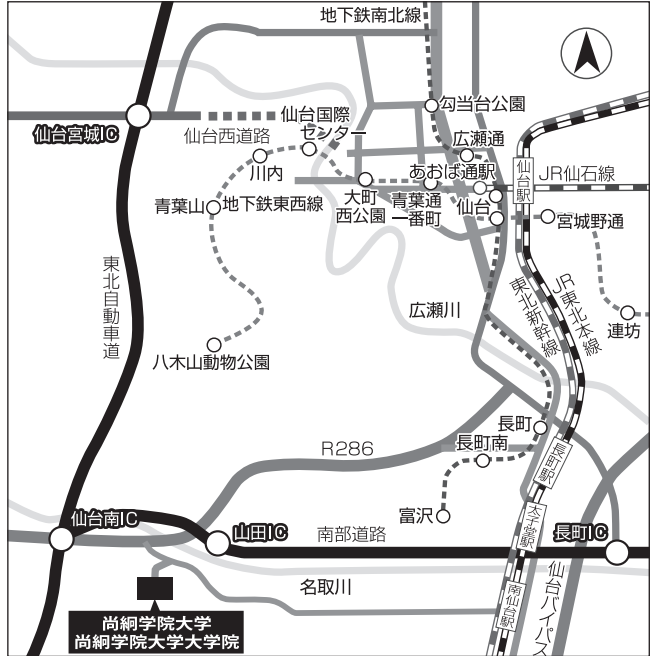 地下鉄南北線
勾当台公園
仙台宮城IC
仙台西道路
仙台国際
センター
広瀬通
川内
あおば通駅
仙台駅
JR仙石線
大町
西公園
青葉通
一番町
仙台
青葉山
地下鉄東西線
宮城野通
東北自動車道
広瀬川
東北新幹線
JR東北本線
連坊
八木山動物公園
長町
R286
長町南
長町駅
富沢
仙台南IC
山田IC
南部道路
太子堂駅
長町IC
名取川
南仙台駅
仙台バイパス
尚絅学院大学
尚絅学院大学大学院